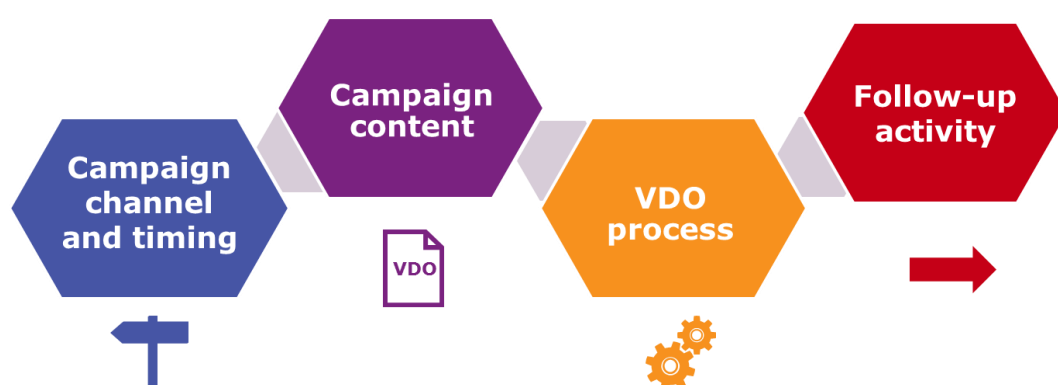 Campaign
channel
and timing
Campaign
content
VDO
VDO
process
Follow-up
activity